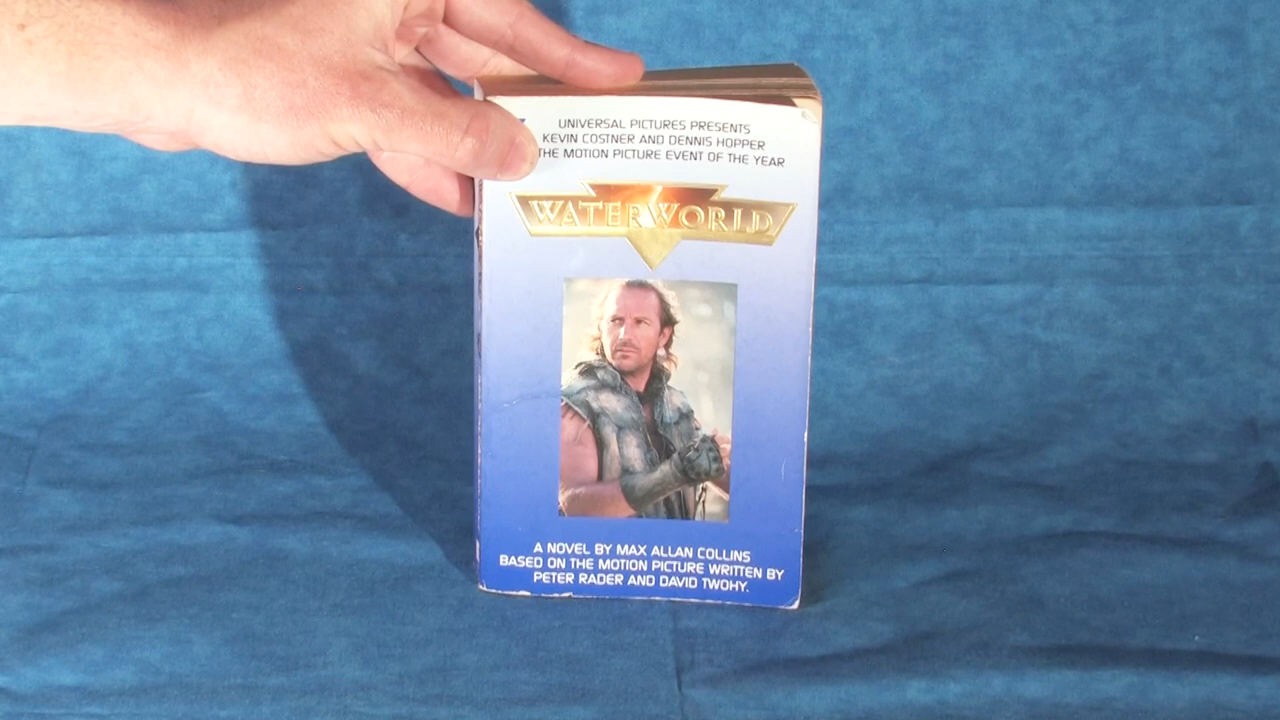 UNIVERSAL PICTURES PRESENTS
KEVIN COSTNER AND DENNIS HOPPER
THE MOTION PICTURE EVENT OF THE YEAR
WATERWORLD
A NOVEL BY MAX ALLAN COLLINS
BASED ON THE MOTION PICTURE WRITTEN BY
PETER RADER AND DAVID TWOHY.